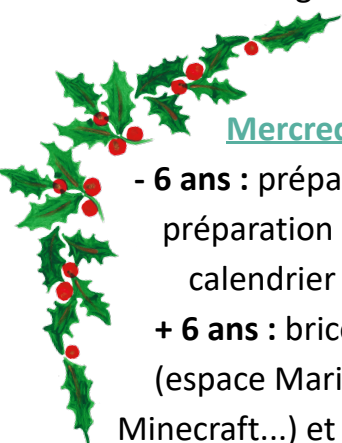 Mercred
- 6 ans : prépa
préparation
calendrier
+ 6 ans : brico
(espace Mari
Minecraft...) et